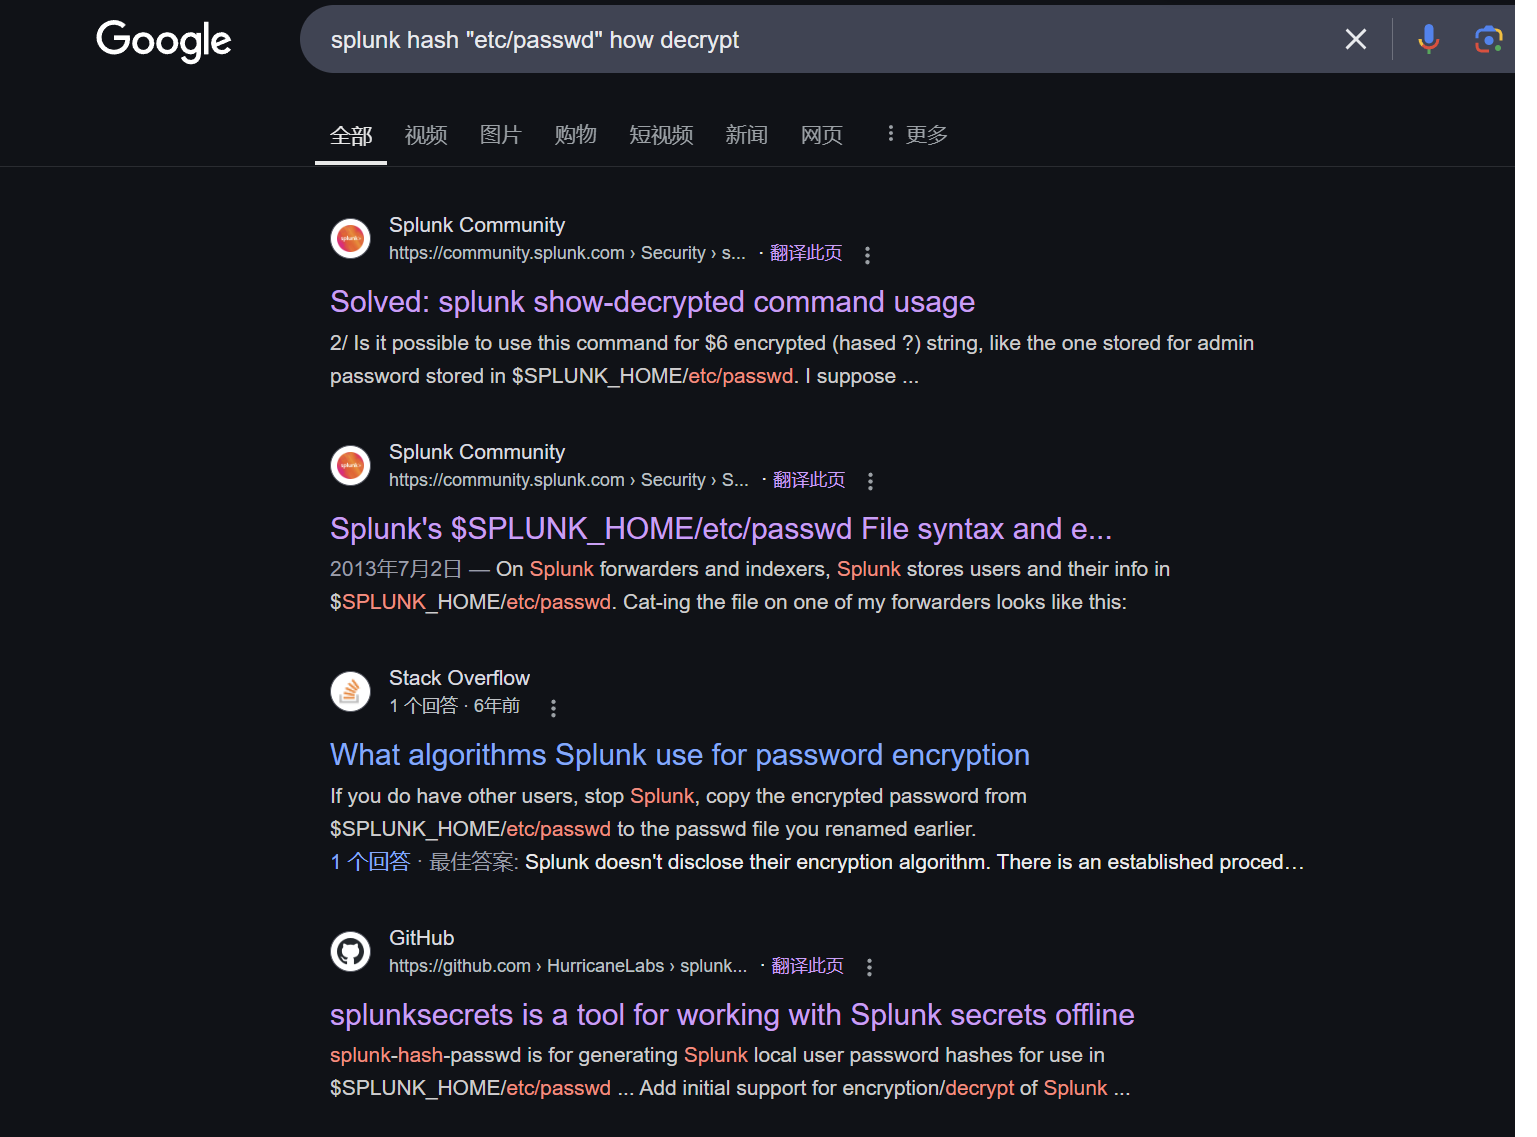 Google
splunk hash "etc/passwd" how decrypt
全部 视频 图片 购物 短视频 新闻 网页 更多
Splunk Community
https://community.splunk.com › Security › s... · 翻译此页
Solved: splunk show-decrypted command usage
2/ Is it possible to use this command for $6 encrypted (hased ?) string, like the one stored for admin
password stored in $SPLUNK_HOME/etc/passwd. I suppose ...
Splunk Community
https://community.splunk.com › Security › S... · 翻译此页
Splunk's $SPLUNK_HOME/etc/passwd File syntax and e...
2013年7月2日 — On Splunk forwarders and indexers, Splunk stores users and their info in
$SPLUNK_HOME/etc/passwd. Cat-ing the file on one of my forwarders looks like this:
Stack Overflow
1 个回答 · 6年前
What algorithms Splunk use for password encryption
If you do have other users, stop Splunk, copy the encrypted password from
$SPLUNK_HOME/etc/passwd to the passwd file you renamed earlier.
1 个回答 · 最佳答案: Splunk doesn't disclose their encryption algorithm. There is an established proced…
GitHub
https://github.com › HurricaneLabs › splunk... · 翻译此页
splunksecrets is a tool for working with Splunk secrets offline
splunk-hash-passwd is for generating Splunk local user password hashes for use in
$SPLUNK_HOME/etc/passwd ... Add initial support for encryption/decrypt of Splunk ...